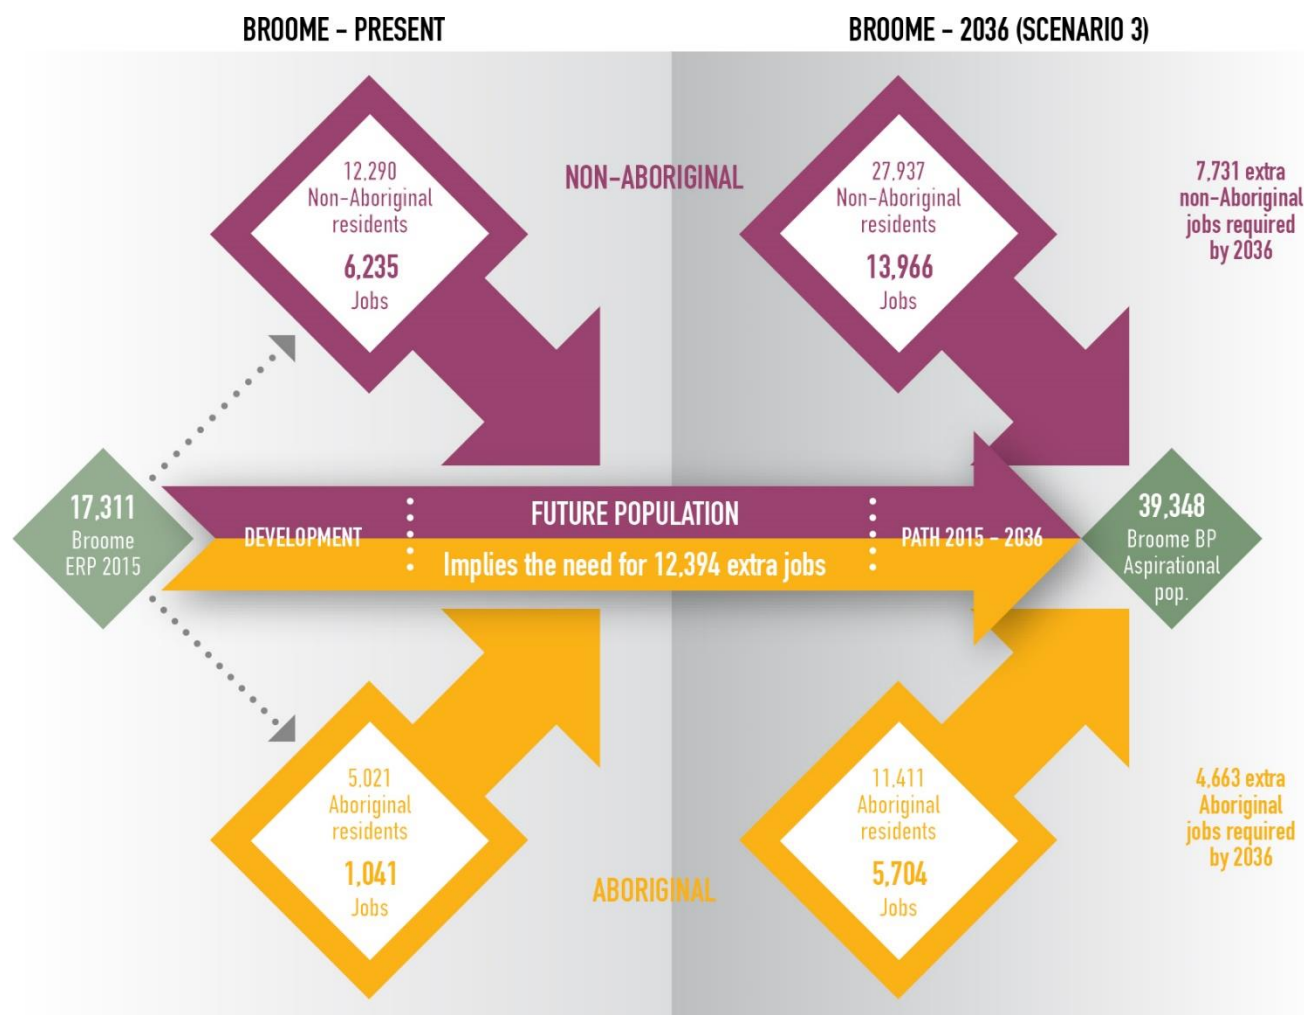 BROOME – PRESENT
BROOME – 2036 (SCENARIO 3)
12,290
Non-Aboriginal
residents
6,235
Jobs
NON-ABORIGINAL
27,937
Non-Aboriginal
residents
13,966
Jobs
7,731 extra
non-Aboriginal
jobs required
by 2036
17,311
Broome
ERP 2015
DEVELOPMENT
FUTURE POPULATION
Implies the need for 12,394 extra jobs
PATH 2015 – 2036
39,348
Broome BP
Aspirational
pop.
5,021
Aboriginal
residents
1,041
Jobs
ABORIGINAL
11,411
Aboriginal
residents
5,704
Jobs
4,663 extra
Aboriginal
jobs required
by 2036